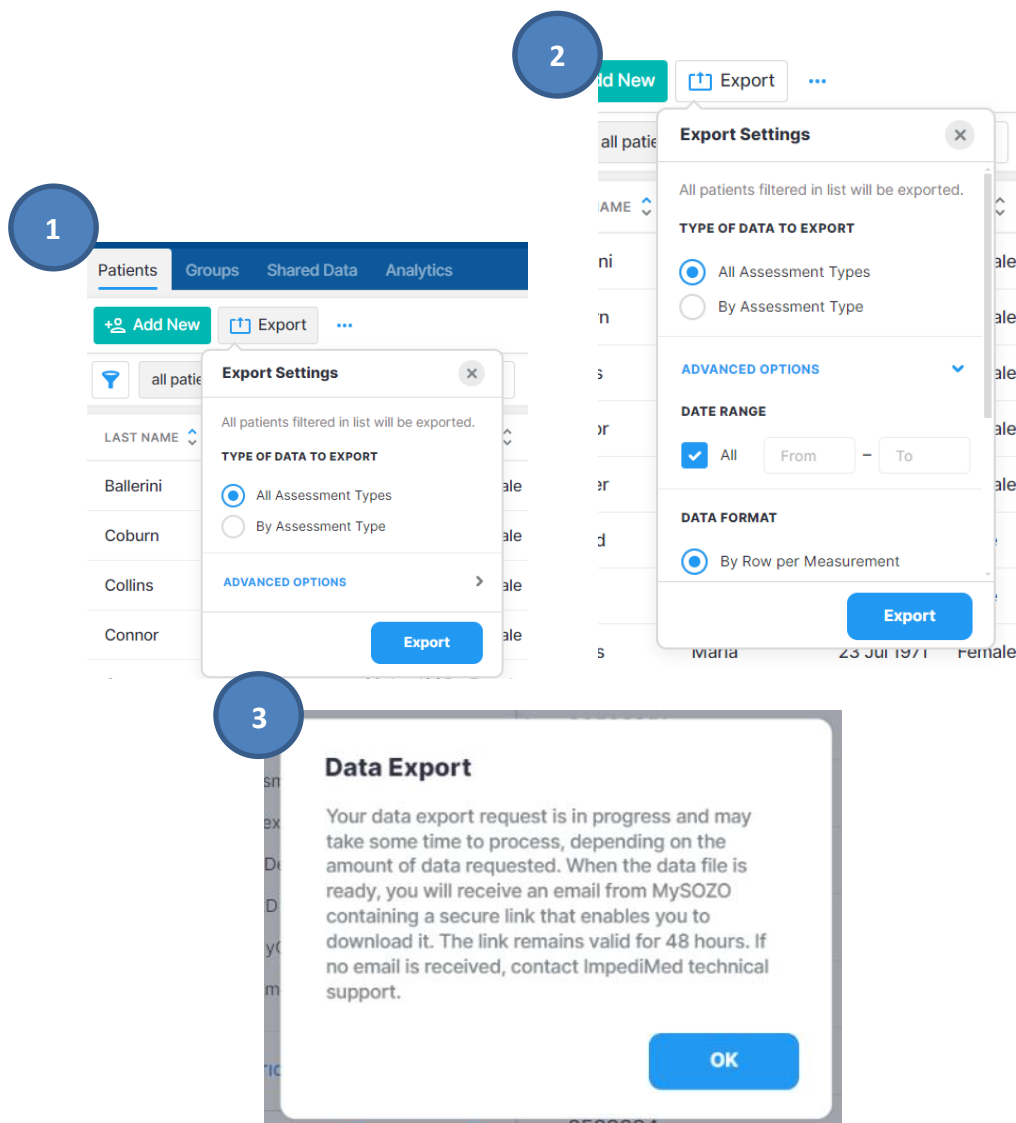 1
Patients Groups Shared Data Analytics
Add New Export ...
all patie
Export Settings
All patients filtered in list will be exported.
LAST NAME
TYPE OF DATA TO EXPORT
Ballerini
All Assessment Types
ale
Coburn
By Assessment Type
ale
Collins
ADVANCED OPTIONS
ale
Connor
Export
ale
2
dd New Export ...
all patie
Export Settings
All patients filtered in list will be exported.
AME
TYPE OF DATA TO EXPORT
ni
All Assessment Types
ale
rn
By Assessment Type
ale
s
ADVANCED OPTIONS
ale
DATE RANGE
or
ale
er
All From – To
ale
DATA FORMAT
d
By Row per Measurement
Export
s Maria 23 Jul 1971 Female
3
Data Export
Your data export request is in progress and may
take some time to process, depending on the
amount of data requested. When the data file is
ready, you will receive an email from MySOZO
containing a secure link that enables you to
download it. The link remains valid for 48 hours. If
no email is received, contact ImpediMed technical
support.
OK